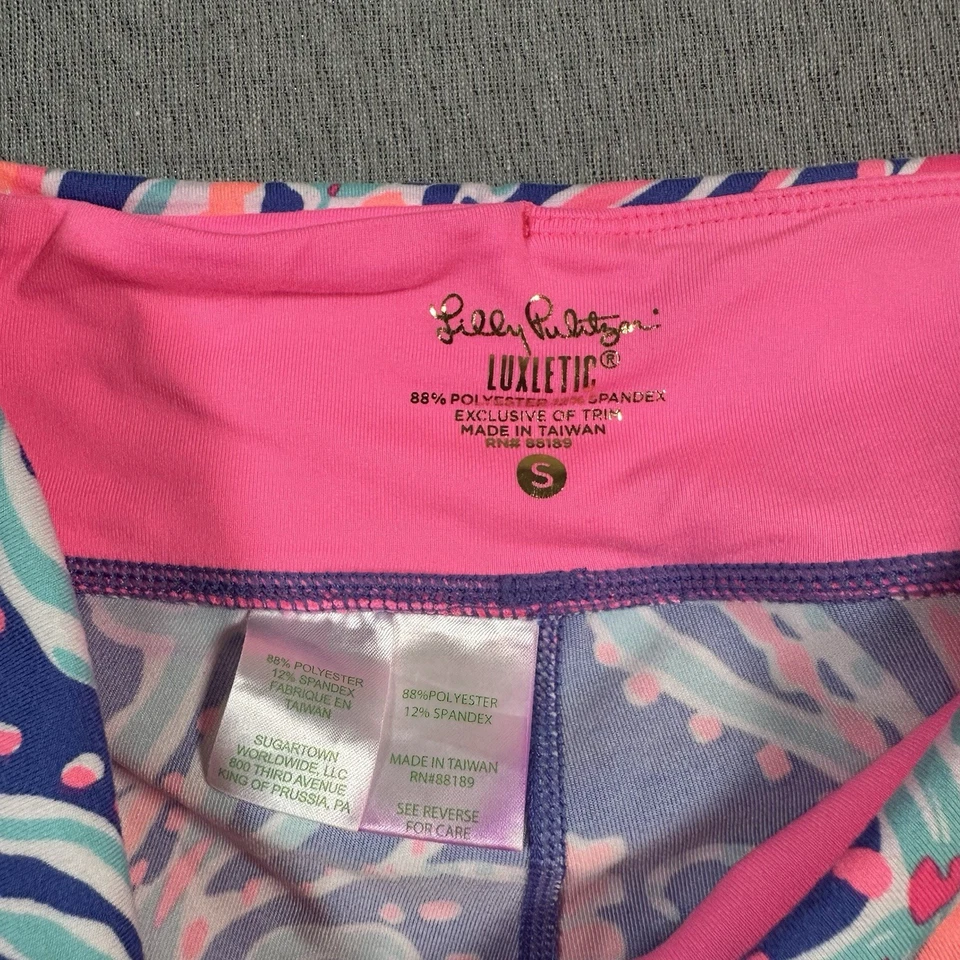 Lilly Pulitzer
LUXLETIC®
88% POLYESTER 12% SPANDEX
EXCLUSIVE OF TRIM
MADE IN TAIWAN
RN# 88189
S
88% POLYESTER
12% SPANDEX
FABRIQUE EN
TAIWAN
SUGARTOWN
WORLDWIDE, LLC
800 THIRD AVENUE
KING OF PRUSSIA, PA
88%POLYESTER
12% SPANDEX
MADE IN TAIWAN
RN#88189
SEE REVERSE
FOR CARE